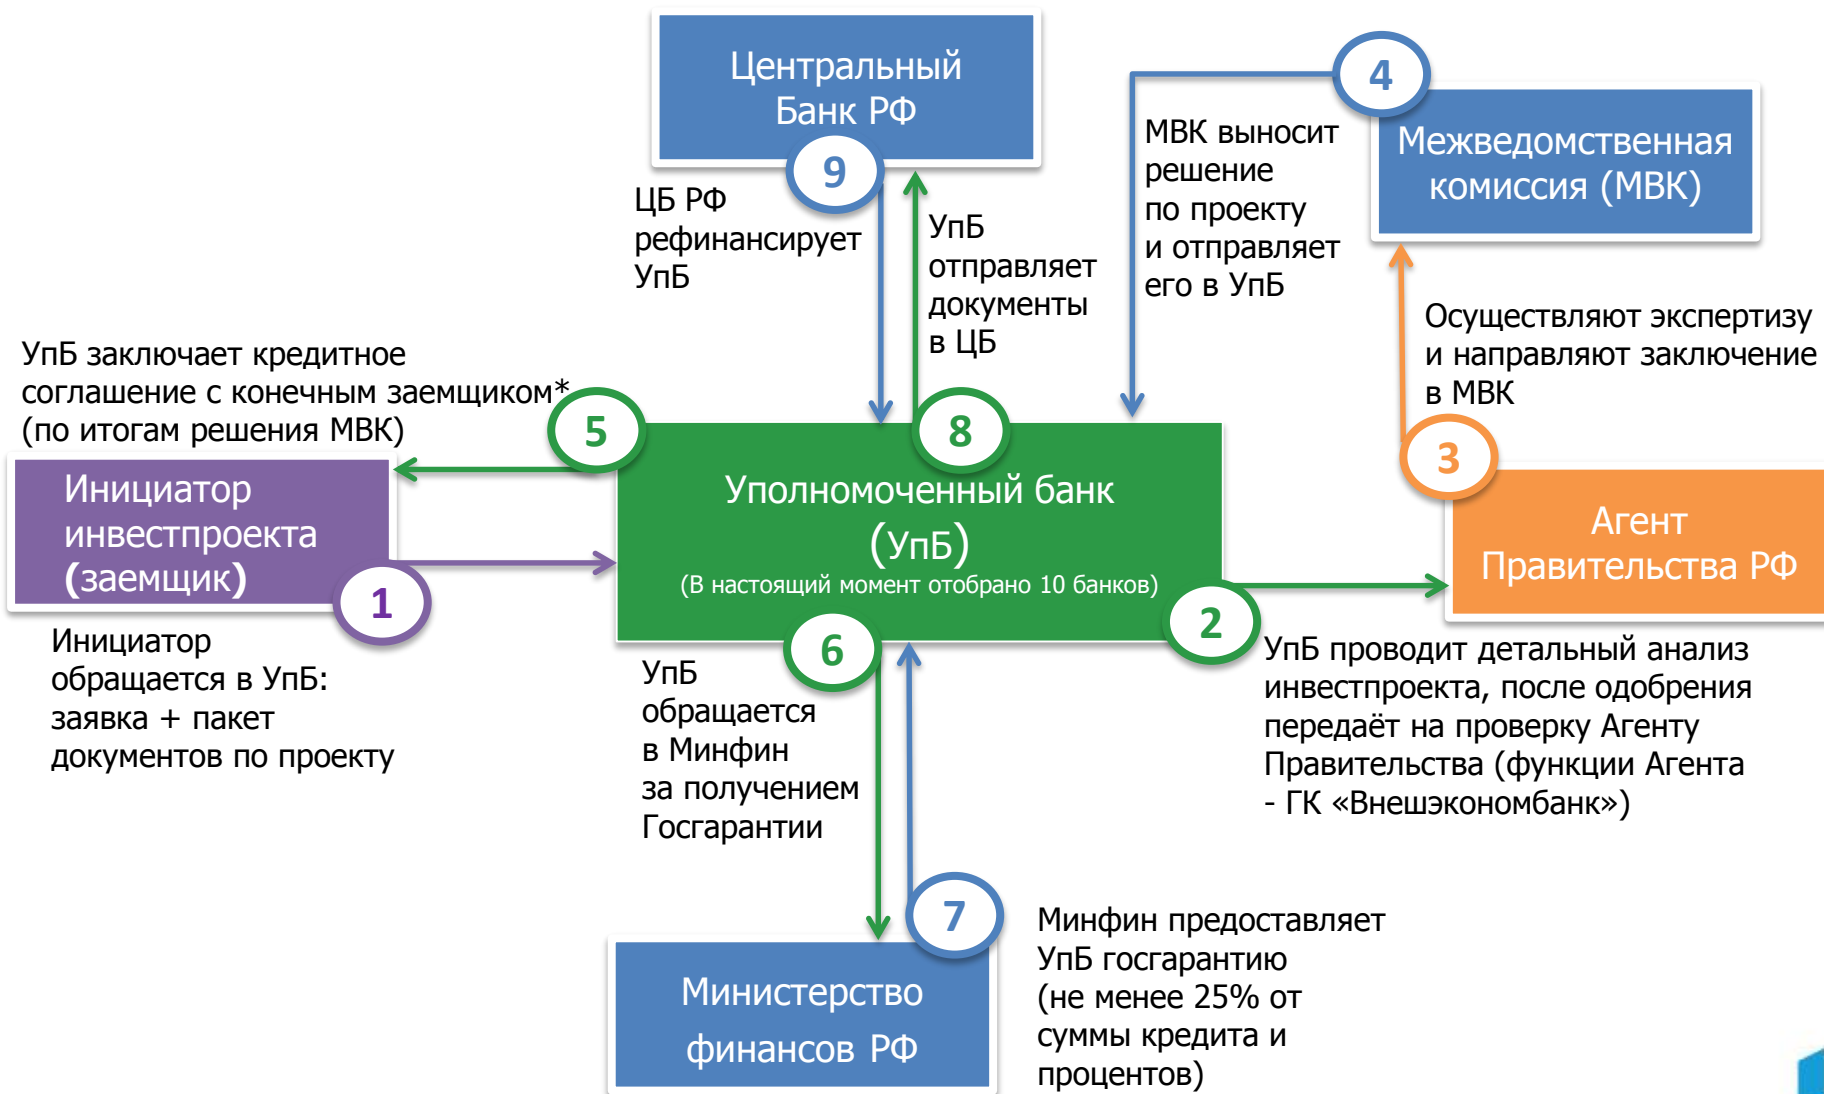 Центральный
Банк РФ
9
ЦБ РФ
рефинансирует
УпБ
УпБ
отправляет
документы
в ЦБ
4
МВК выносит
решение
по проекту
и отправляет
его в УпБ
Межведомственная
комиссия (МВК)
Осуществляют экспертизу
и направляют заключение
в МВК
3
Агент
Правительства РФ
УпБ заключает кредитное
соглашение с конечным заемщиком*
(по итогам решения МВК)
5
8
Инициатор
инвестпроекта
(заемщик)
1
Инициатор
обращается в УпБ:
заявка + пакет
документов по проекту
Уполномоченный банк
(УпБ)
(В настоящий момент отобрано 10 банков)
2
УпБ проводит детальный анализ
инвестпроекта, после одобрения
передаёт на проверку Агенту
Правительства (функции Агента
- ГК «Внешэкономбанк»)
6
УпБ
обращается
в Минфин
за получением
Госгарантии
7
Минфин предоставляет
УпБ госгарантию
(не менее 25% от
суммы кредита и
процентов)
Министерство
финансов РФ